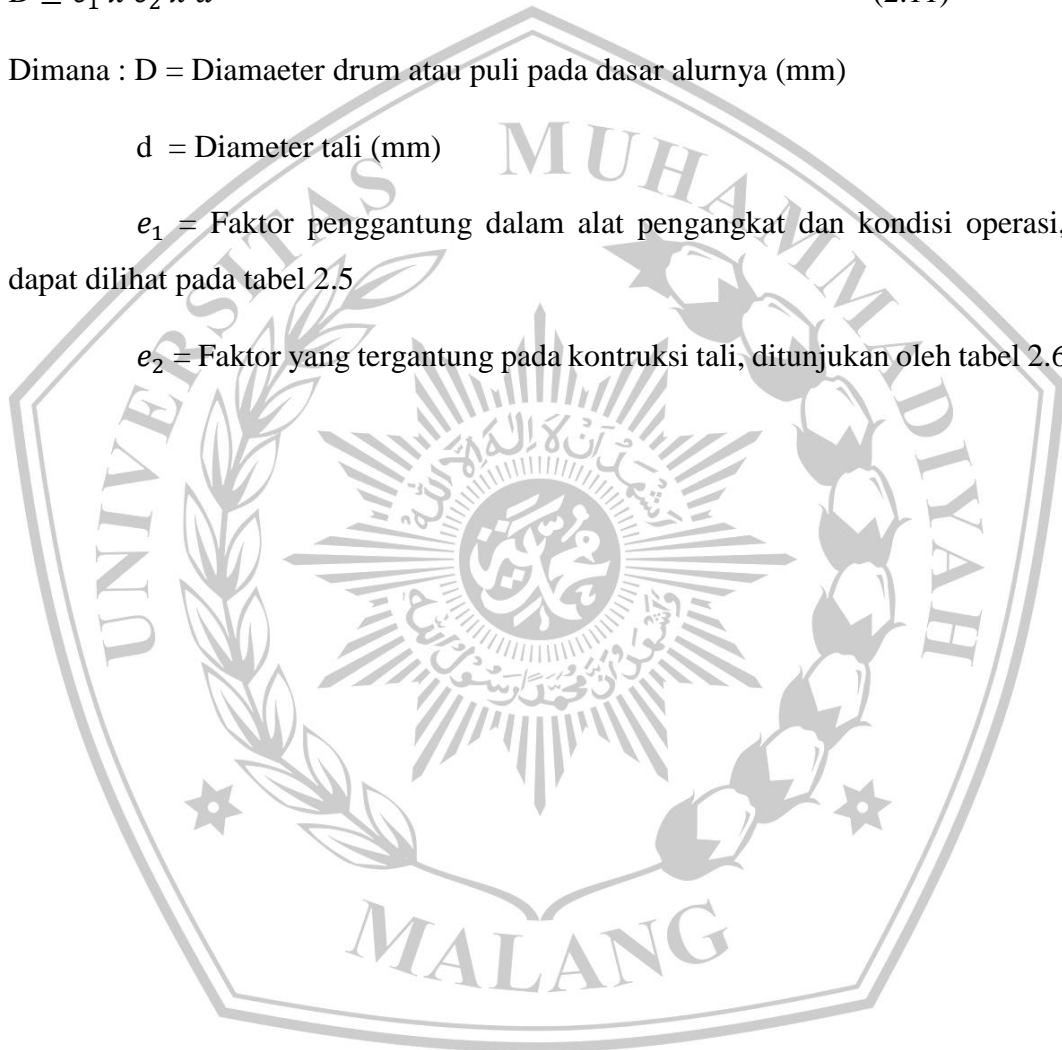 Dimana : D = Diamaeter drum atau puli pada dasar alurnya (mm)
d = Diameter tali (mm)
𝑒₁ = Faktor penggantung dalam alat pengangkat dan kondisi operasi,
dapat dilihat pada tabel 2.5
𝑒₂ = Faktor yang tergantung pada kontruksi tali, ditunjukan oleh tabel 2.6
UNIVERSITAS MUHAMMADIYAH
MALANG